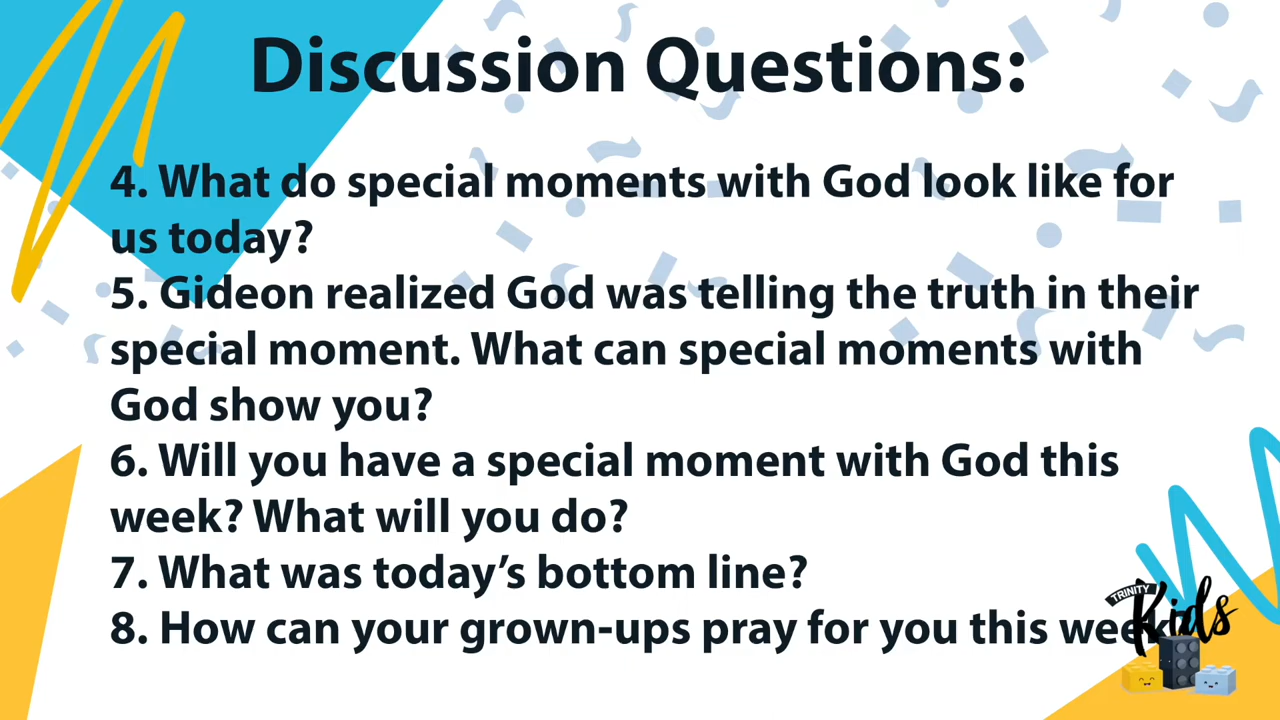 Discussion Questions:
4. What do special moments with God look like for
us today?
5. Gideon realized God was telling the truth in their
special moment. What can special moments with
God show you?
6. Will you have a special moment with God this
week? What will you do?
7. What was today’s bottom line?
8. How can your grown-ups pray for you this week
TRINITY
Kids